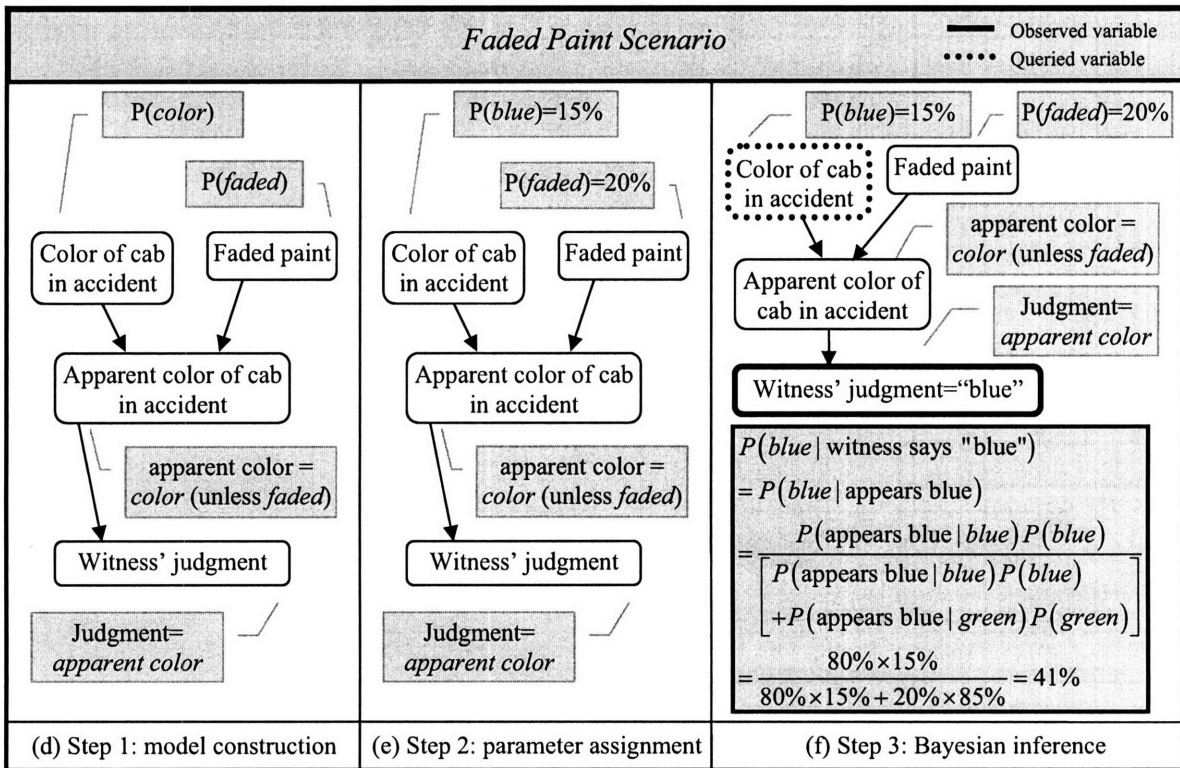 Faded Paint Scenario
Observed variable
Queried variable
P(color)
P(faded)
Color of cab
in accident
Faded paint
Apparent color of cab
in accident
apparent color =
color (unless faded)
Witness’ judgment
Judgment=
apparent color
(d) Step 1: model construction
P(blue)=15%
P(faded)=20%
Color of cab
in accident
Faded paint
Apparent color of cab
in accident
apparent color =
color (unless faded)
Witness’ judgment
Judgment=
apparent color
(e) Step 2: parameter assignment
P(blue)=15%
P(faded)=20%
Color of cab
in accident
Faded paint
apparent color =
color (unless faded)
Apparent color of
cab in accident
Judgment=
apparent color
Witness’ judgment=“blue”
P(blue | witness says "blue")
= P(blue | appears blue)
= P(appears blue | blue) P(blue)
[P(appears blue | blue) P(blue)
+P(appears blue | green) P(green)]
= 80%×15%
80%×15%+20%×85% = 41%
(f) Step 3: Bayesian inference